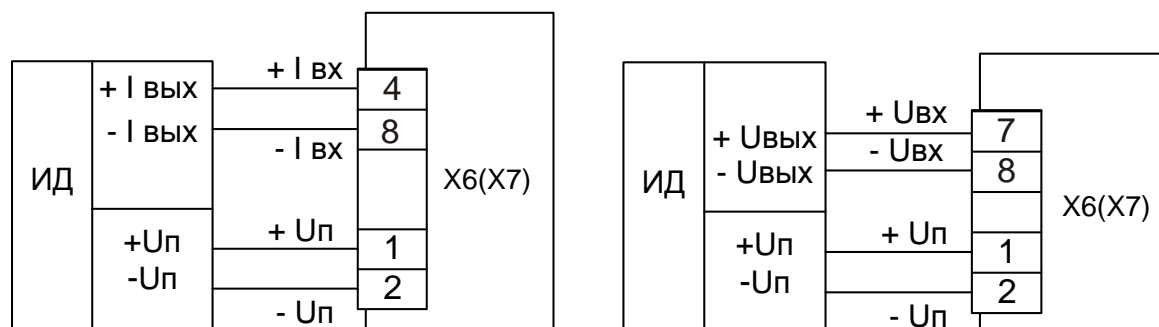 + I вх
+ I вых
4
- I вых
8
- I вх
ИД
X6(X7)
+Uп
+ Uп
1
-Uп
2
- Uп
+ Uвх
+ Uвых
7
- Uвх
- Uвых
8
ИД
X6(X7)
+Uп
+ Uп
1
-Uп
2
- Uп